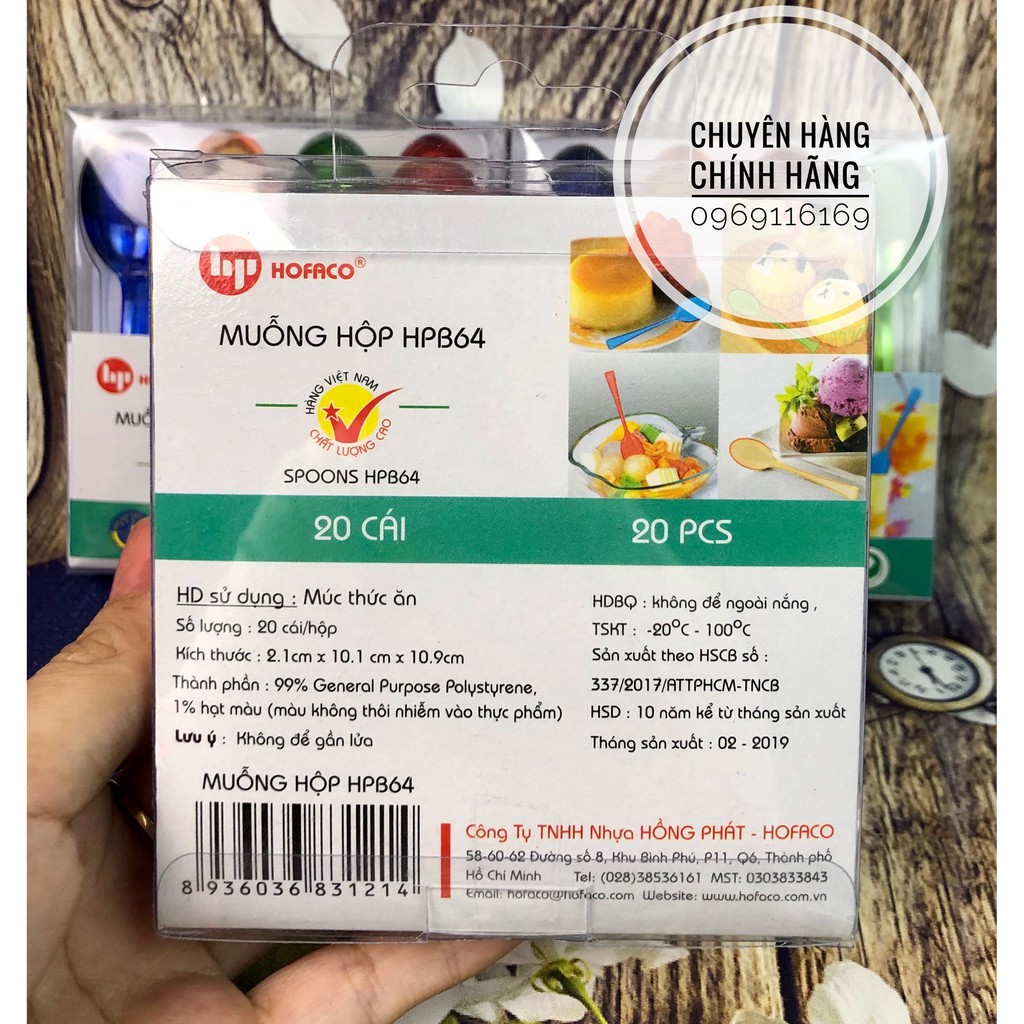 CHUYÊN HÀNG
CHÍNH HÃNG
0969116169
hp HOFACO®
MUỖNG HỘP HPB64
HÀNG VIỆT NAM
CHẤT LƯỢNG CAO
SPOONS HPB64
20 CÁI 20 PCS
HD sử dụng : Múc thức ăn
Số lượng : 20 cái/hộp
Kích thước : 2.1cm x 10.1 cm x 10.9cm
Thành phần : 99% General Purpose Polystyrene,
1% hạt màu (màu không thôi nhiễm vào thực phẩm)
Lưu ý : Không để gần lửa
HDBQ : không để ngoài nắng ,
TSKT : -20°C - 100°C
Sản xuất theo HSCB số :
337/2017/ATTPHCM-TNCB
HSD : 10 năm kể từ tháng sản xuất
Tháng sản xuất : 02 - 2019
MUỖNG HỘP HPB64
8 936036 831214
Công Ty TNHH Nhựa HỒNG PHÁT - HOFACO
58-60-62 Đường số 8, Khu Bình Phú, P11, Q6, Thành phố
Hồ Chí Minh Tel: (028)38536161 MST: 0303833843
Email: hofaco@hofaco.com Website: www.hofaco.com.vn
hp